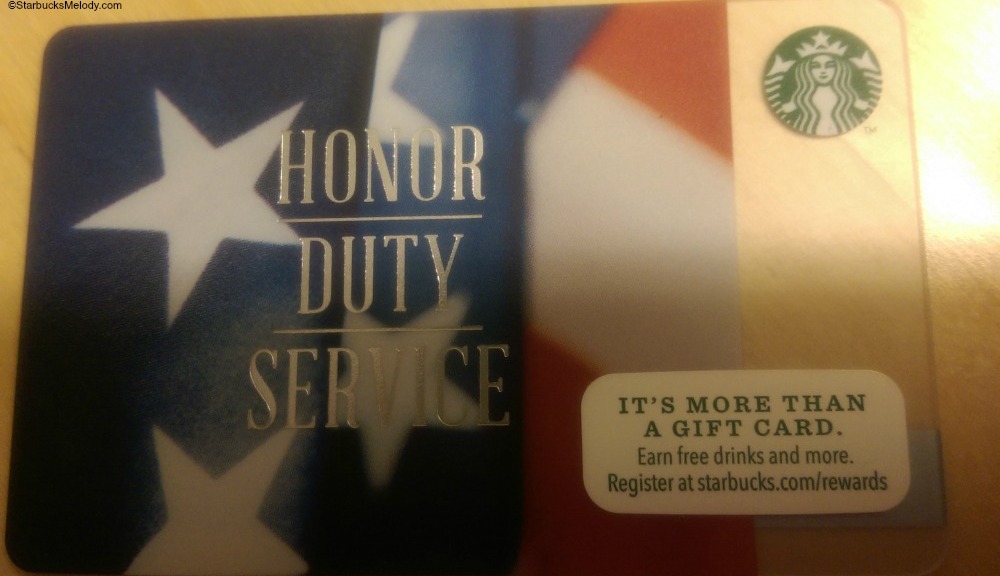 ©StarbucksMelody.com
HONOR
DUTY
SERVICE
TM
IT'S MORE THAN
A GIFT CARD.
Earn free drinks and more.
Register at starbucks.com/rewards